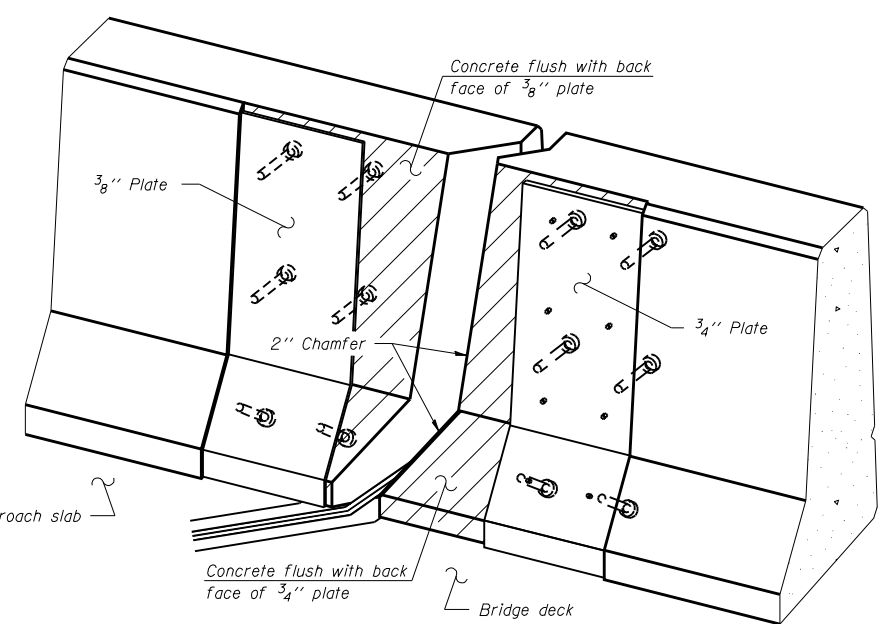 Concrete flush with back
face of 3/8" plate
3/8" Plate
3/4" Plate
2" Chamfer
roach slab
Concrete flush with back
face of 3/4" plate
Bridge deck